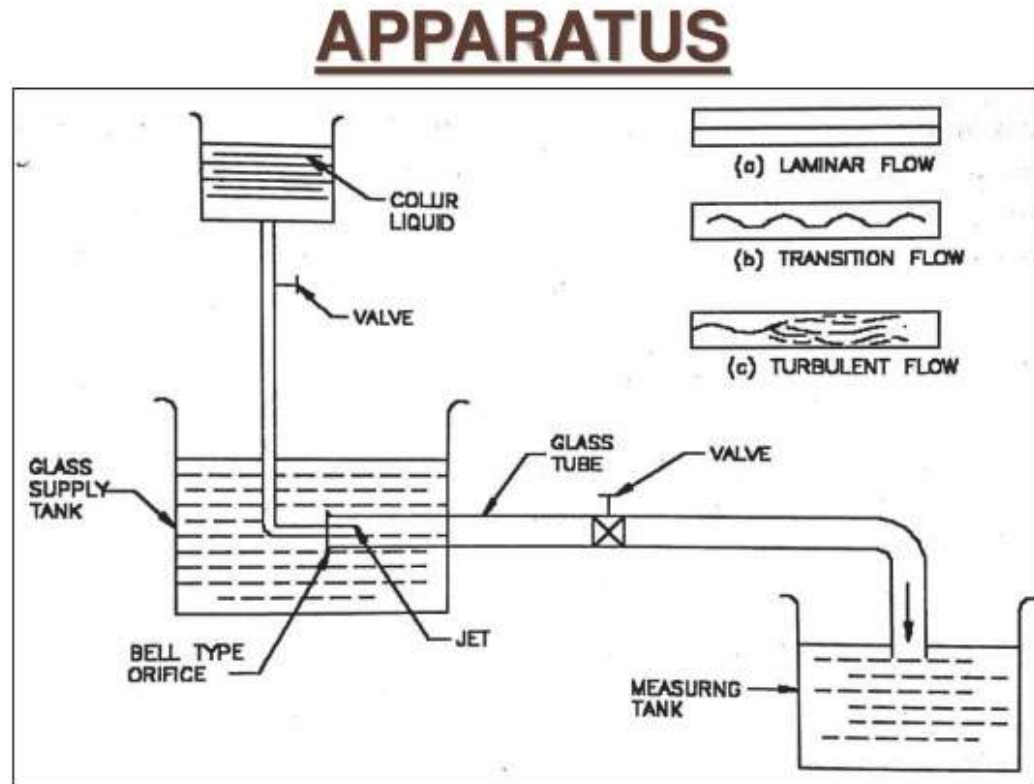 APPARATUS
COLUR
LIQUID
(a) LAMINAR FLOW
(b) TRANSITION FLOW
VALVE
(c) TURBULENT FLOW
GLASS
SUPPLY
TANK
GLASS
TUBE
VALVE
BELL TYPE
ORIFICE
JET
MEASURNG
TANK